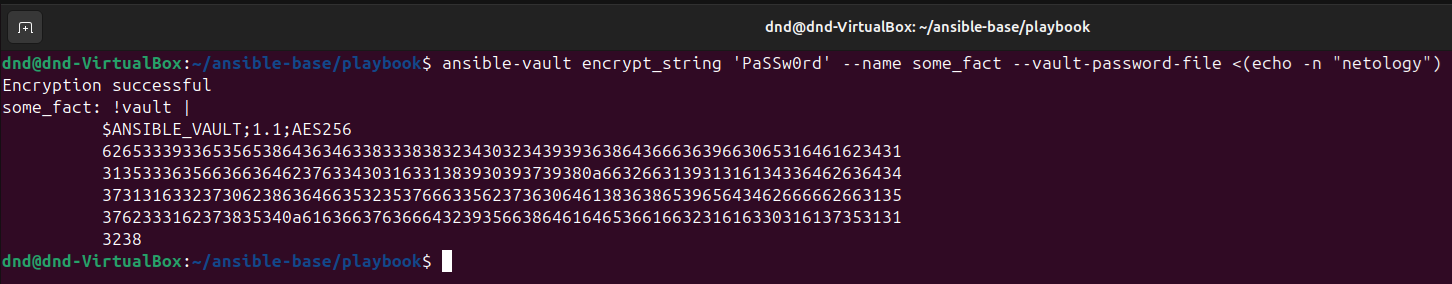 dnd@dnd-VirtualBox: ~/ansible-base/playbook
dnd@dnd-VirtualBox:~/ansible-base/playbook$ ansible-vault encrypt_string 'PaSSw0rd' --name some_fact --vault-password-file <(echo -n "netology")
Encryption successful
some_fact: !vault |
          $ANSIBLE_VAULT;1.1;AES256
          62653339336535653864363463383338383234303234393936386436663639663065316461623431
          3135333635663663646237633430316331383930393739380a663266313931316134336462636434
          37313163323730623863646635323537666335623736306461383638653965643462666662663135
          3762333162373835340a616366376366643239356638646164653661663231616330316137353131
          3238
dnd@dnd-VirtualBox:~/ansible-base/playbook$